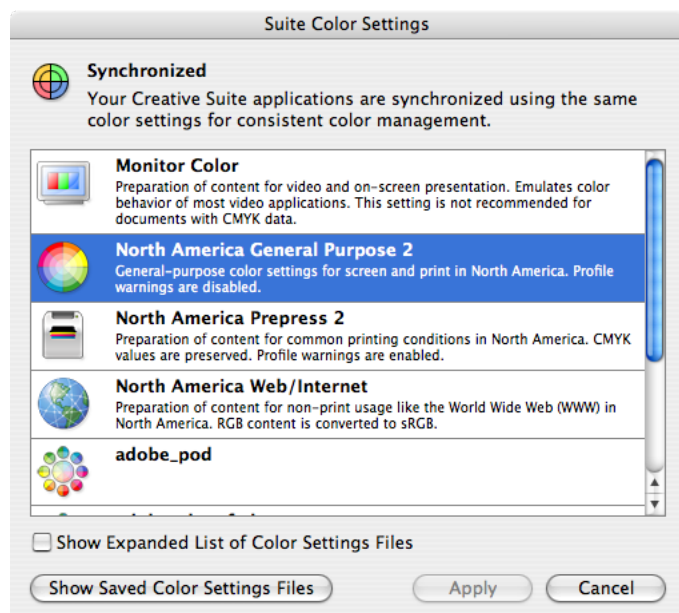 Suite Color Settings
Synchronized
Your Creative Suite applications are synchronized using the same
color settings for consistent color management.
Monitor Color
Preparation of content for video and on-screen presentation. Emulates color
behavior of most video applications. This setting is not recommended for
documents with CMYK data.
North America General Purpose 2
General-purpose color settings for screen and print in North America. Profile
warnings are disabled.
North America Prepress 2
Preparation of content for common printing conditions in North America. CMYK
values are preserved. Profile warnings are enabled.
North America Web/Internet
Preparation of content for non-print usage like the World Wide Web (WWW) in
North America. RGB content is converted to sRGB.
adobe_pod
Show Expanded List of Color Settings Files
Show Saved Color Settings Files
Apply
Cancel